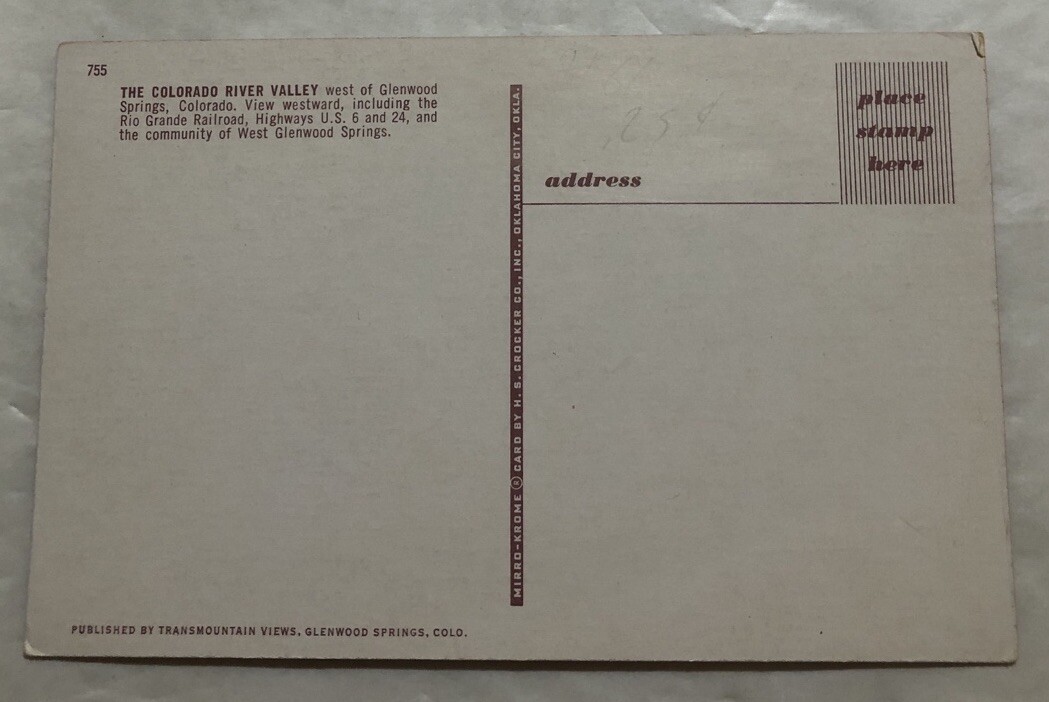 755
THE COLORADO RIVER VALLEY west of Glenwood
Springs, Colorado. View westward, including the
Rio Grande Railroad, Highways U.S. 6 and 24, and
the community of West Glenwood Springs.
PUBLISHED BY TRANSMOUNTAIN VIEWS, GLENWOOD SPRINGS, COLO.
MIRRO-KROME ® CARD BY H. S. CROCKER CO., INC., OKLAHOMA CITY, OKLA.
25¢
address
place
stamp
here